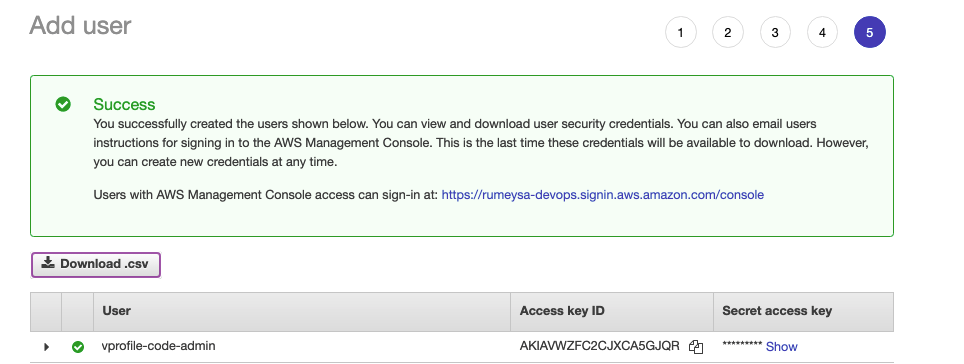 Add user
1 2 3 4 5
Success
You successfully created the users shown below. You can view and download user security credentials. You can also email users
instructions for signing in to the AWS Management Console. This is the last time these credentials will be available to download. However,
you can create new credentials at any time.
Users with AWS Management Console access can sign-in at: https://rumeysa-devops.signin.aws.amazon.com/console
Download .csv
User Access key ID Secret access key
vprofile-code-admin AKIAVWZFC2CJXCA5GJQR ********* Show